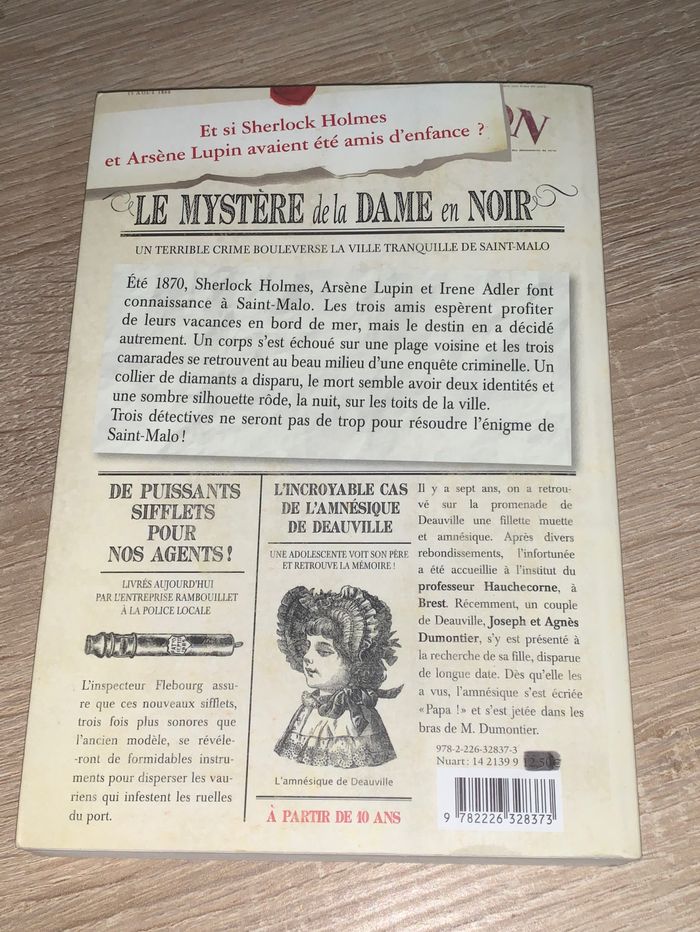 Et si Sherlock Holmes
et Arsène Lupin avaient été amis d'enfance ?
LE MYSTÈRE de la DAME en NOIR
UN TERRIBLE CRIME BOULEVERSE LA VILLE TRANQUILLE DE SAINT-MALO
Été 1870, Sherlock Holmes, Arsène Lupin et Irene Adler font
connaissance à Saint-Malo. Les trois amis espèrent profiter
de leurs vacances en bord de mer, mais le destin en a décidé
autrement. Un corps s'est échoué sur une plage voisine et les trois
camarades se retrouvent au beau milieu d'une enquête criminelle. Un
collier de diamants a disparu, le mort semble avoir deux identités et
une sombre silhouette rôde, la nuit, sur les toits de la ville.
Trois détectives ne seront pas de trop pour résoudre l'énigme de
Saint-Malo !
DE PUISSANTS
SIFFLETS
POUR
NOS AGENTS !
LIVRÉS AUJOURD'HUI
PAR L'ENTREPRISE RAMBOUILLET
À LA POLICE LOCALE
L'inspecteur Flebourg assu-
re que ces nouveaux sifflets,
trois fois plus sonores que
l'ancien modèle, se révéle-
-ront de formidables instru-
ments pour disperser les vau-
riens qui infestent les ruelles
du port.
L'INCROYABLE CAS
DE L'AMNÉSIQUE
DE DEAUVILLE
UNE ADOLESCENTE VOIT SON PÈRE
ET RETROUVE LA MÉMOIRE !
L'amnésique de Deauville
À PARTIR DE 10 ANS
Il y a sept ans, on a retrou-
vé sur la promenade de
Deauville une fillette muette
et amnésique. Après divers
rebondissements, l'infortunée
a été accueillie à l'institut du
professeur Hauchecorne, à
Brest. Récemment, un couple
de Deauville, Joseph et Agnès
Dumontier, s'y est présenté à
la recherche de sa fille, disparue
de longue date. Dès qu'elle les
a vus, l'amnésique s'est écriée
« Papa ! » et s'est jetée dans les
bras de M. Dumontier.
978-2-226-32837-3
Nuart : 14 2139 9 12,50€
9 782226 328373